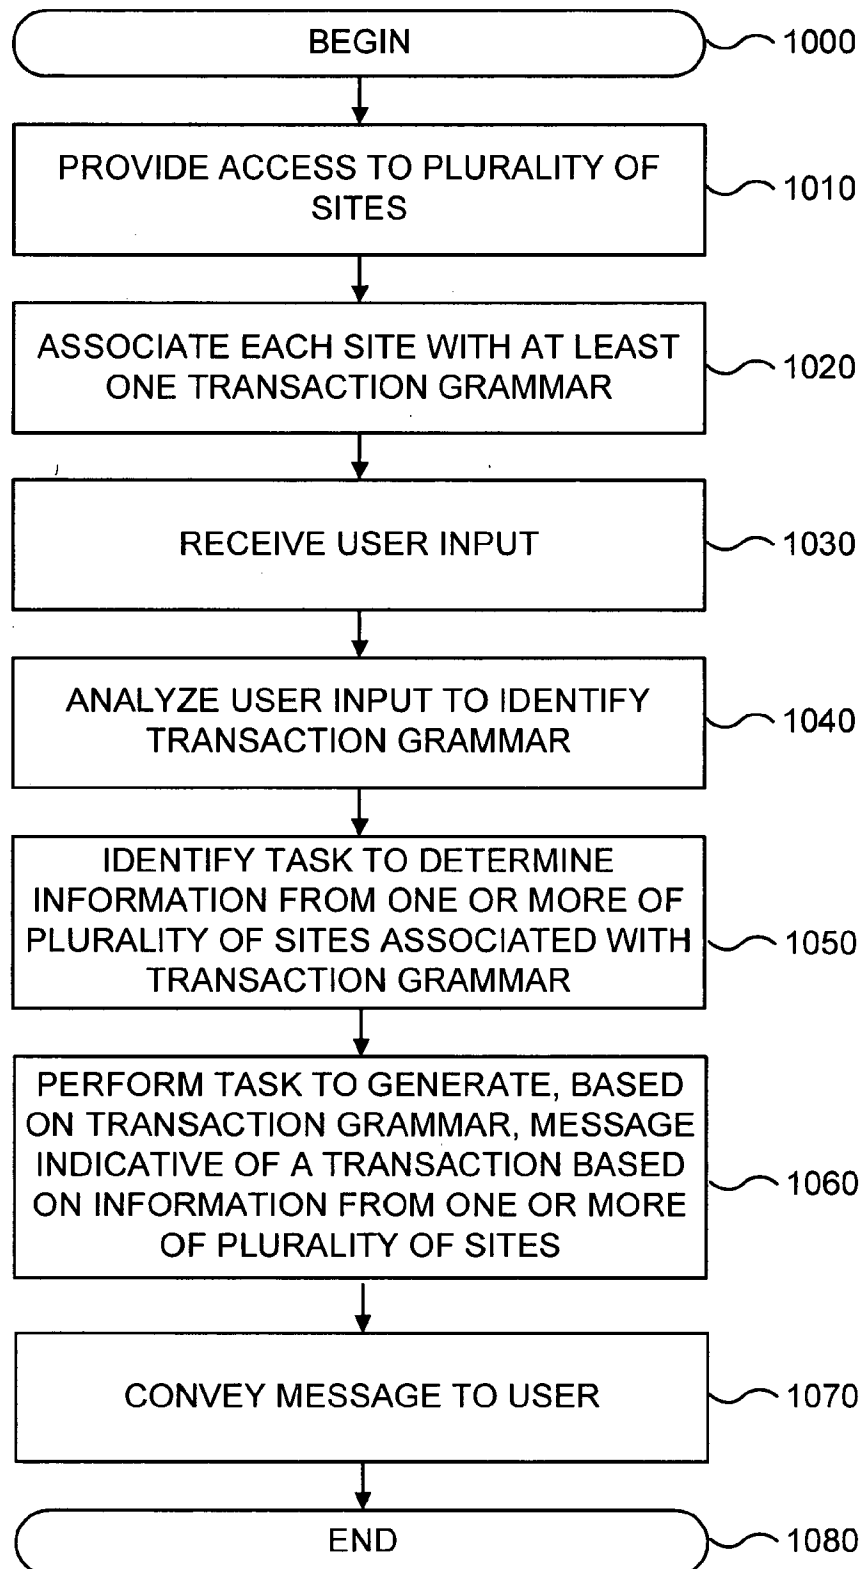 BEGIN
1000
PROVIDE ACCESS TO PLURALITY OF
SITES
1010
ASSOCIATE EACH SITE WITH AT LEAST
ONE TRANSACTION GRAMMAR
1020
RECEIVE USER INPUT
1030
ANALYZE USER INPUT TO IDENTIFY
TRANSACTION GRAMMAR
1040
IDENTIFY TASK TO DETERMINE
INFORMATION FROM ONE OR MORE OF
PLURALITY OF SITES ASSOCIATED WITH
TRANSACTION GRAMMAR
1050
PERFORM TASK TO GENERATE, BASED
ON TRANSACTION GRAMMAR, MESSAGE
INDICATIVE OF A TRANSACTION BASED
ON INFORMATION FROM ONE OR MORE
OF PLURALITY OF SITES
1060
CONVEY MESSAGE TO USER
1070
END
1080